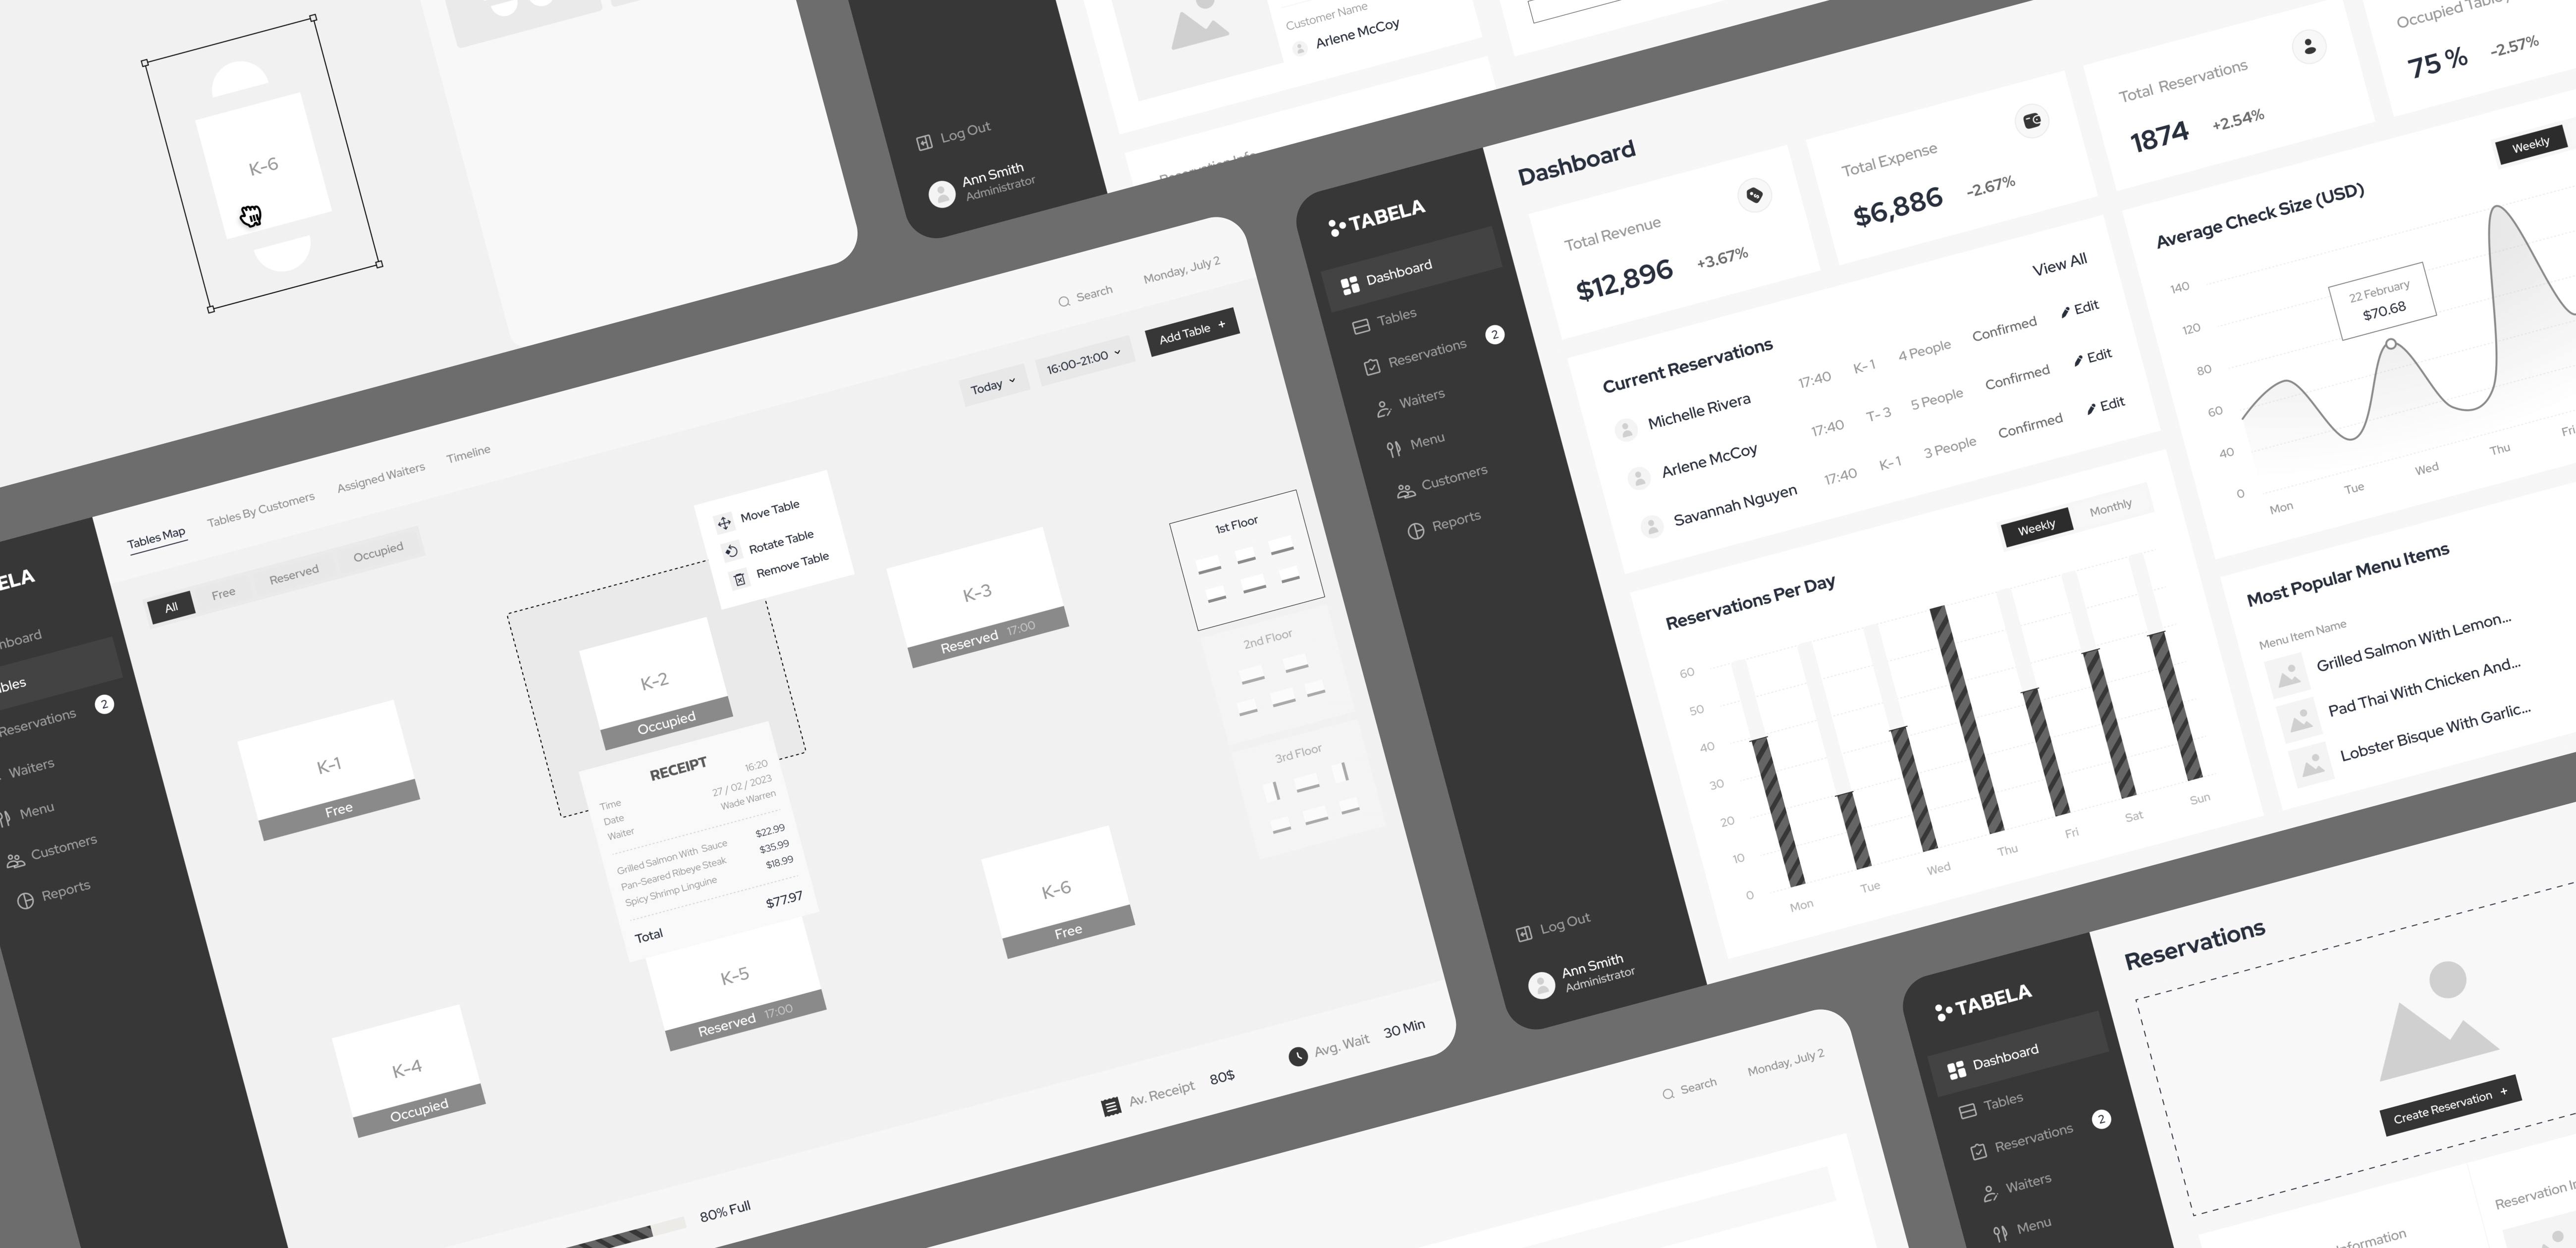 K-6
Customer Name
Arlene McCoy
Log Out
Ann Smith
Administrator
ELA
Tables Map
Tables By Customers
Assigned Waiters
Timeline
Search
Monday, July 2
All
Free
Reserved
Occupied
Today
16:00-21:00
Add Table +
Reservations
2
Waiters
Menu
Customers
Reports
K-1
Free
K-2
Occupied
Move Table
Rotate Table
Remove Table
K-3
Reserved 17:00
RECEIPT
Time 16:20
Date 27 / 02 / 2023
Waiter Wade Warren
Grilled Salmon With Sauce $22.99
Pan-Seared Ribeye Steak $35.99
Spicy Shrimp Linguine $18.99
Total $77.97
K-4
Occupied
K-5
Reserved 17:00
K-6
Free
1st Floor
2nd Floor
3rd Floor
80% Full
Av. Receipt 80$
Avg. Wait 30 Min
TABELA
Dashboard
Tables
Reservations 2
Waiters
Menu
Customers
Reports
Log Out
Ann Smith
Administrator
Dashboard
Total Revenue
$12,896 +3.67%
Total Expense
$6,886 -2.67%
Total Reservations
1874 +2.54%
Occupied
75 % -2.57%
Current Reservations
View All
Michelle Rivera 17:40 K-1 4 People Confirmed Edit
Arlene McCoy 17:40 T-3 5 People Confirmed Edit
Savannah Nguyen 17:40 K-1 3 People Confirmed Edit
Average Check Size (USD)
Weekly
140
120
80
60
40
0
22 February
$70.68
Mon
Tue
Wed
Thu
Fri
Reservations Per Day
Weekly
Monthly
60
50
40
30
20
10
0
Mon
Tue
Wed
Thu
Fri
Sat
Sun
Most Popular Menu Items
Menu Item Name
Grilled Salmon With Lemon...
Pad Thai With Chicken And...
Lobster Bisque With Garlic...
Search
Monday, July 2
TABELA
Dashboard
Tables
Reservations 2
Waiters
Menu
Reservations
Create Reservation +
Reservation